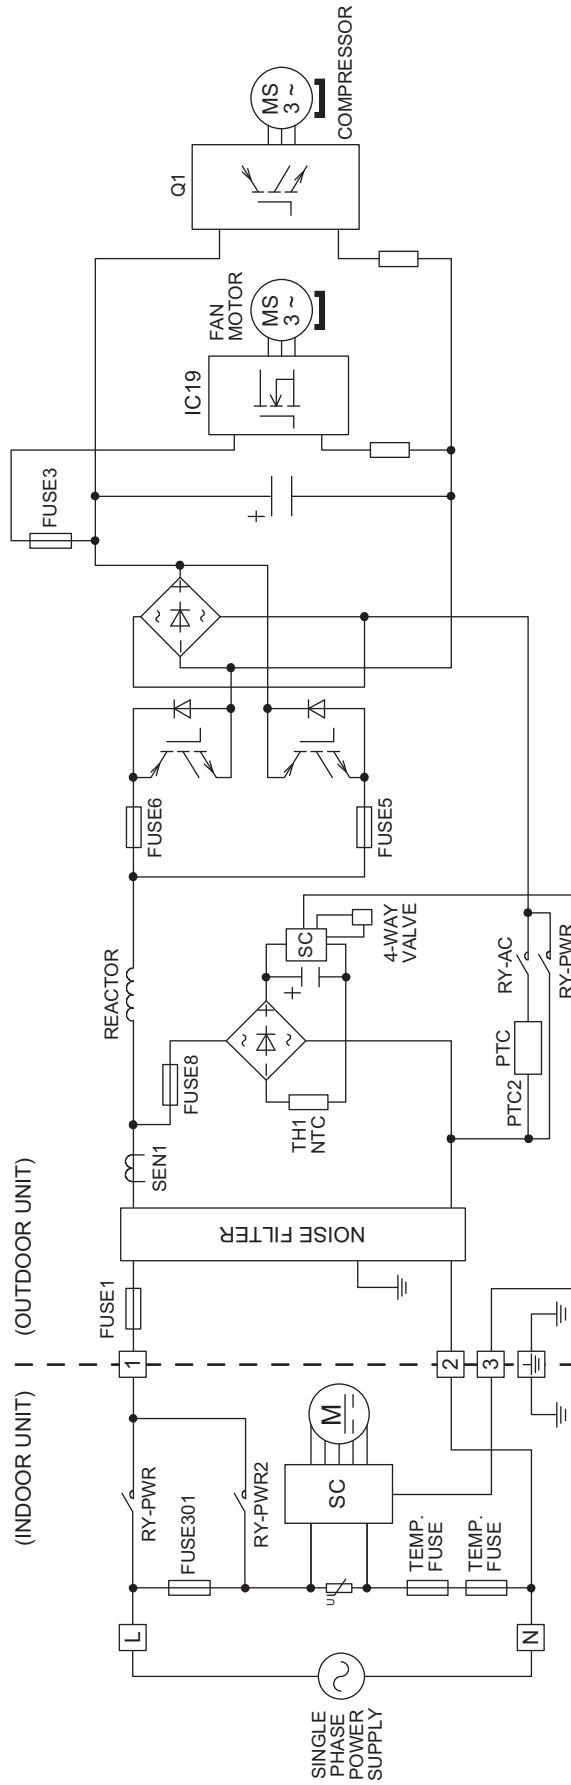 (INDOOR UNIT)
(OUTDOOR UNIT)
SINGLE
PHASE
POWER
SUPPLY
L
N
RY-PWR
FUSE301
RY-PWR2
U
SC
M
TEMP.
FUSE
TEMP.
FUSE
1
2
3
FUSE1
NOISE FILTER
SEN1
FUSE8
REACTOR
TH1
NTC
~
~
+
SC
4-WAY
VALVE
PTC2
PTC
RY-AC
RY-PWR
FUSE6
FUSE5
~
~
+
FUSE3
+
IC19
FAN
MOTOR
MS
3 ~
Q1
MS
3 ~
COMPRESSOR